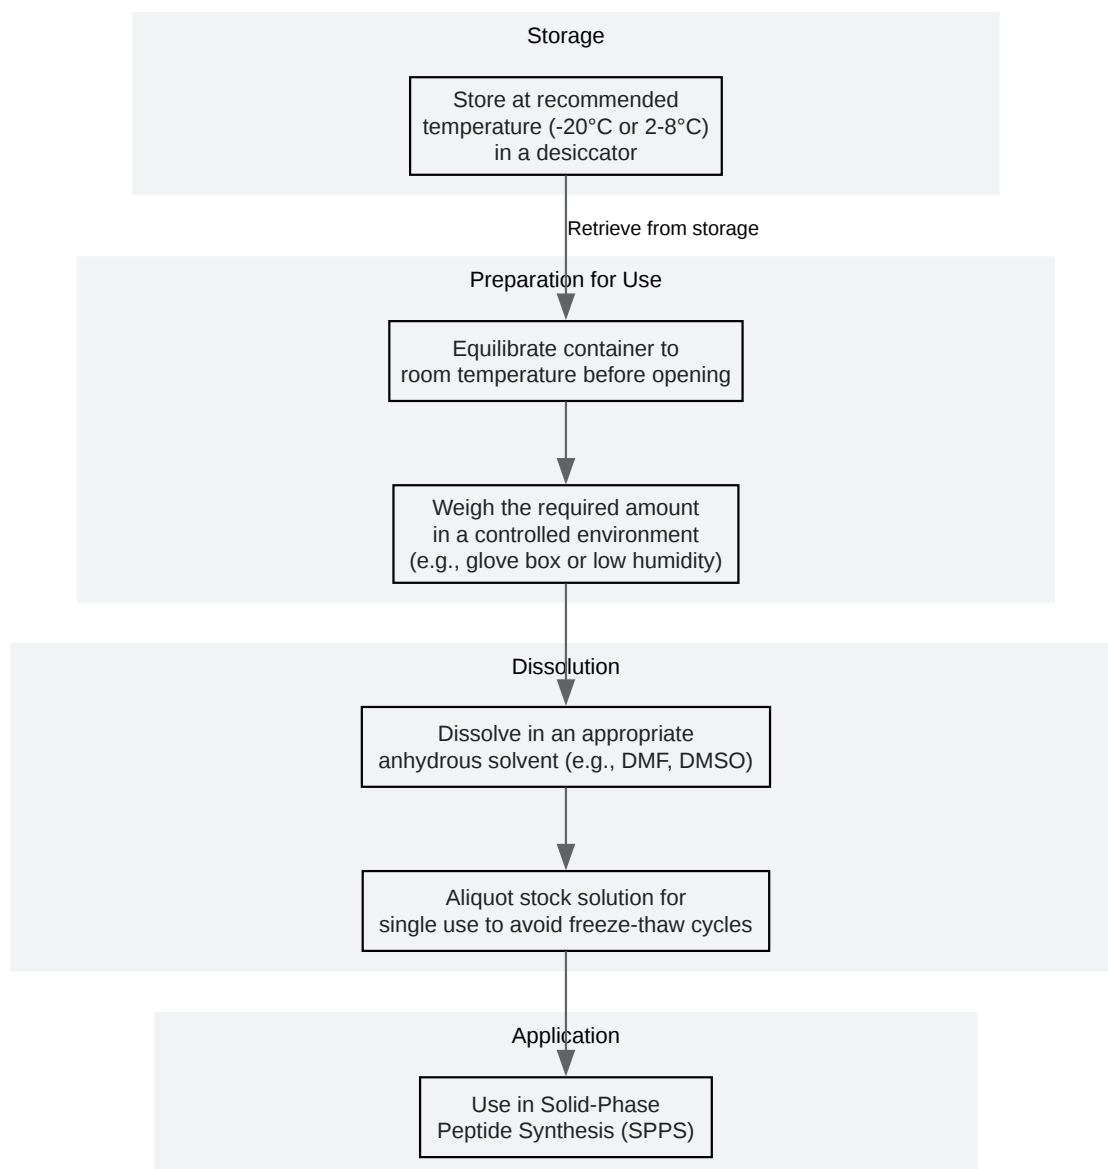 Storage
Store at recommended
temperature (-20°C or 2-8°C)
in a desiccator
Retrieve from storage
Preparation for Use
Equilibrate container to
room temperature before opening
Weigh the required amount
in a controlled environment
(e.g., glove box or low humidity)
Dissolution
Dissolve in an appropriate
anhydrous solvent (e.g., DMF, DMSO)
Aliquot stock solution for
single use to avoid freeze-thaw cycles
Application
Use in Solid-Phase
Peptide Synthesis (SPPS)